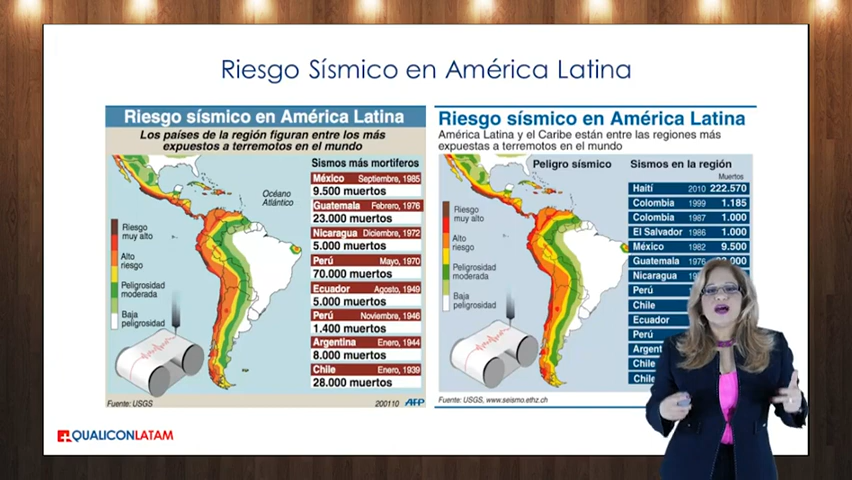 Riesgo Sísmico en América Latina
Riesgo sísmico en América Latina
Los países de la región figuran entre los más
expuestos a terremotos en el mundo
Sismos más mortiferos
Océano
Atlántico
México Septiembre, 1985
9.500 muertos
Guatemala Febrero, 1976
23.000 muertos
Nicaragua Diciembre, 1972
5.000 muertos
Perú Mayo, 1970
70.000 muertos
Ecuador Agosto, 1949
5.000 muertos
Perú Noviembre, 1946
1.400 muertos
Argentina Enero, 1944
8.000 muertos
Chile Enero, 1939
28.000 muertos
Riesgo
muy alto
Alto
riesgo
Peligrosidad
moderada
Baja
peligrosidad
Fuente: USGS
200110 AFP
Riesgo sísmico en América Latina
América Latina y el Caribe están entre las regiones más
expuestas a terremotos en el mundo
Peligro sísmico
Sismos en la región
Muertos
Haití 2010 222.570
Colombia 1999 1.185
Colombia 1987 1.000
El Salvador 1986 1.000
México 1982 9.500
Guatemala 1976
Nicaragua
Perú
Chile
Ecuador
Perú
Chile
Chile
Riesgo
muy alto
Alto
riesgo
Peligrosidad
moderada
Baja
peligrosidad
Fuente: USGS, www.seismo.ethz.ch
QUALICONLATAM